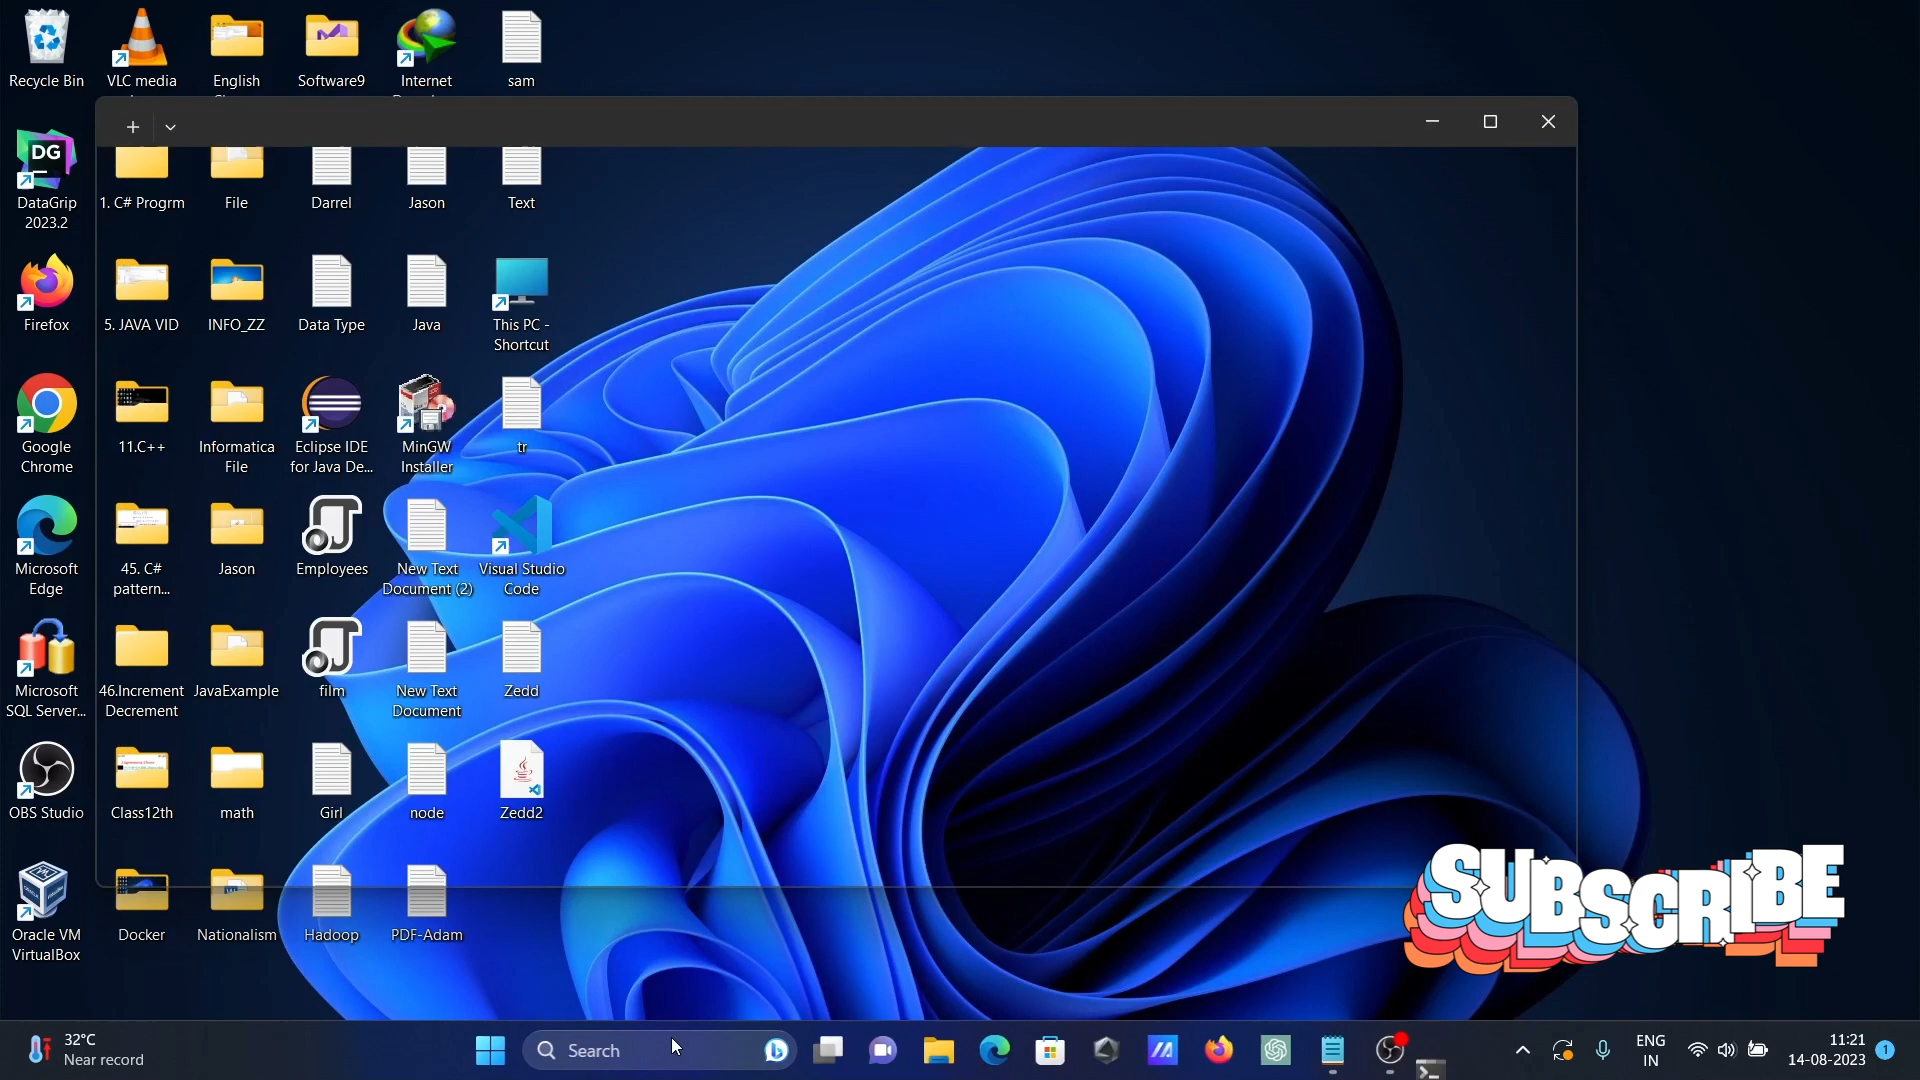 Recycle Bin
VLC media
English
Software9
Internet
sam
DG
DataGrip
2023.2
1. C# Progrm
File
Darrel
Jason
Text
Firefox
5. JAVA VID
INFO_ZZ
Data Type
Java
This PC -
Shortcut
Google
Chrome
11.C++
Informatica
File
Eclipse IDE
for Java De...
MinGW
Installer
tr
Microsoft
Edge
45. C#
pattern...
Jason
Employees
New Text
Document (2)
Visual Studio
Code
Microsoft
SQL Server...
46.Increment
Decrement
JavaExample
film
New Text
Document
Zedd
OBS Studio
Class12th
math
Girl
node
Zedd2
Oracle VM
VirtualBox
Docker
Nationalism
Hadoop
PDF-Adam
SUBSCRIBE
32°C
Near record
Search
ENG
IN
11:21
14-08-2023
1